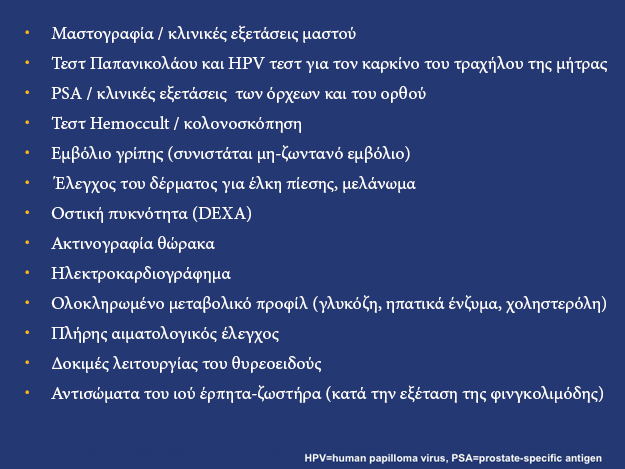 • Μαστογραφία / κλινικές εξετάσεις μαστού
• Τεστ Παπανικολάου και HPV τεστ για τον καρκίνο του τραχήλου της μήτρας
• PSA / κλινικές εξετάσεις των όρχεων και του ορθού
• Τεστ Hemoccult / κολονοσκόπηση
• Εμβόλιο γρίπης (συνιστάται μη-ζωντανό εμβόλιο)
• Έλεγχος του δέρματος για έλκη πίεσης, μελάνωμα
• Οστική πυκνότητα (DEXA)
• Ακτινογραφία θώρακα
• Ηλεκτροκαρδιογράφημα
• Ολοκληρωμένο μεταβολικό προφίλ (γλυκόζη, ηπατικά ένζυμα, χοληστερόλη)
• Πλήρης αιματολογικός έλεγχος
• Δοκιμές λειτουργίας του θυρεοειδούς
• Αντισώματα του ιού έρπητα-ζωστήρα (κατά την εξέταση της φινγκολιμόδης)
HPV=human papilloma virus, PSA=prostate-specific antigen